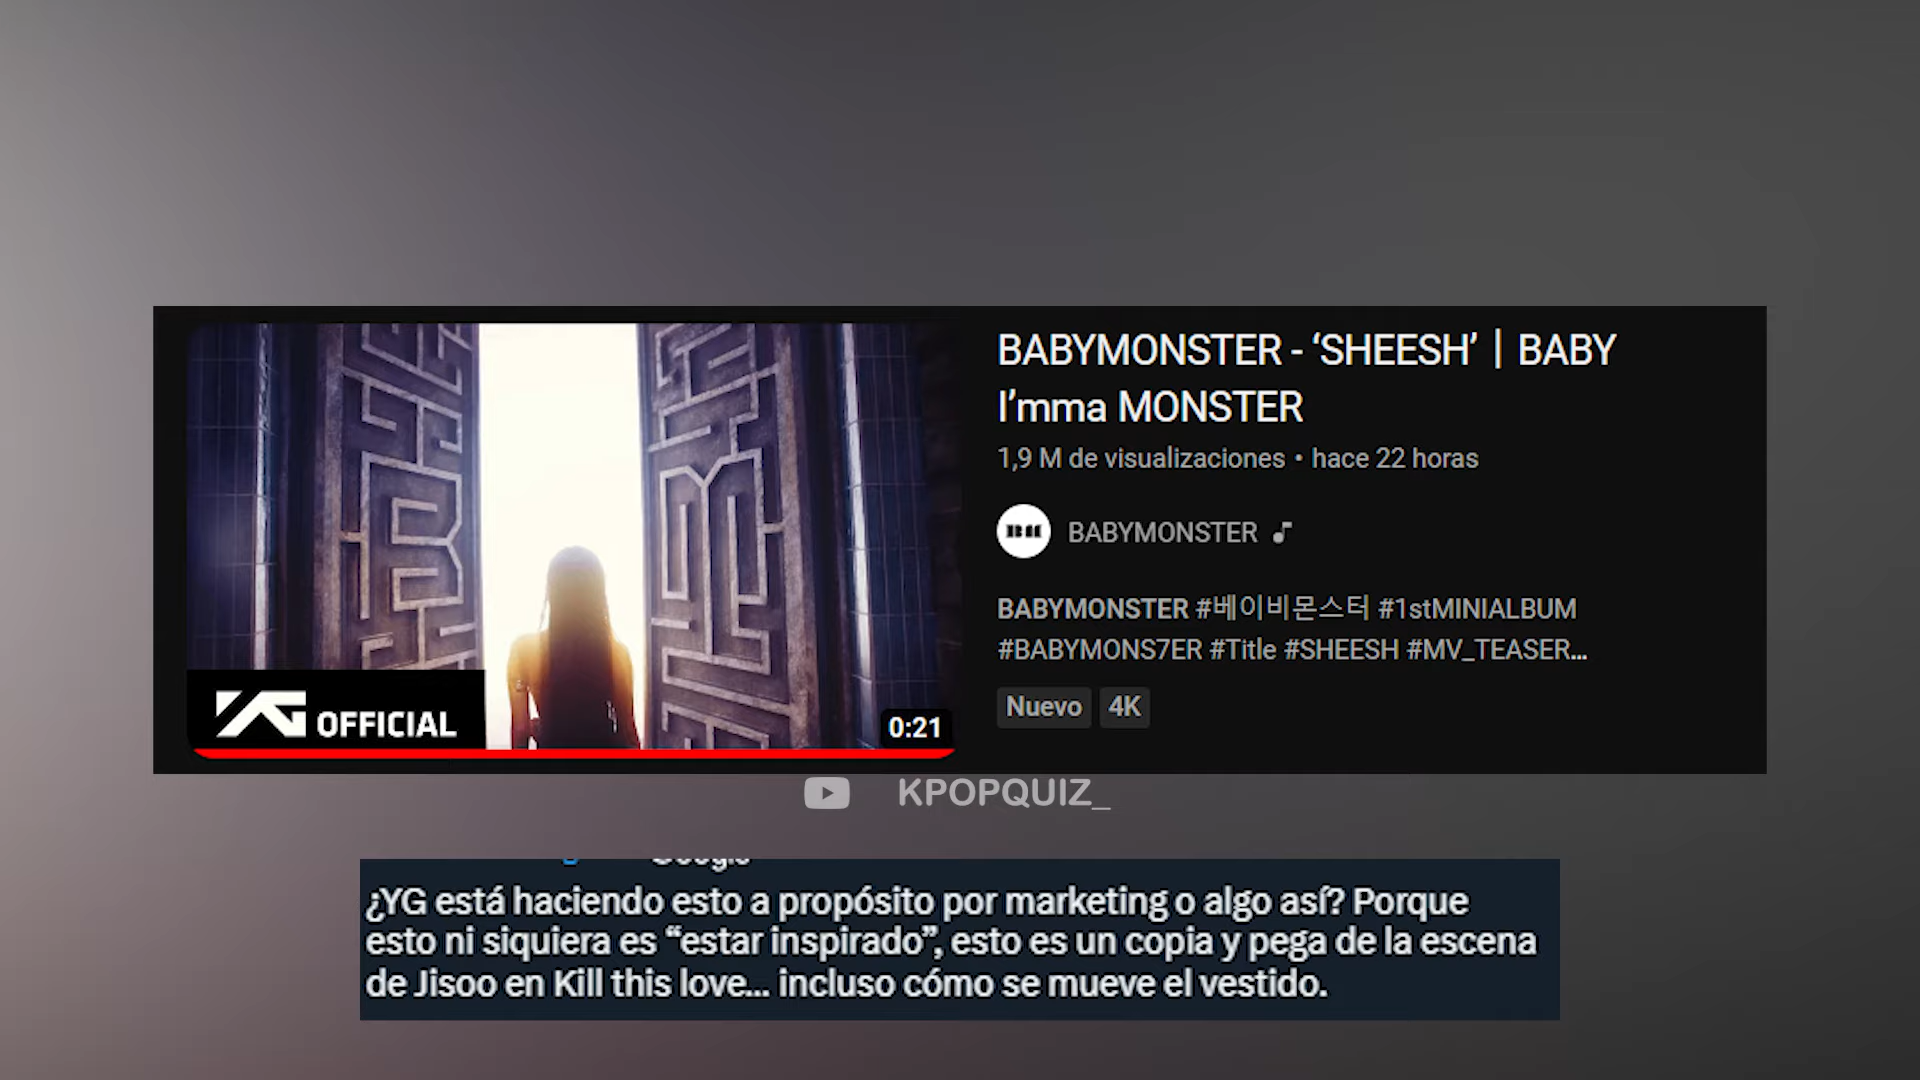 BABYMONSTER - ‘SHEESH’ | BABY
I’mma MONSTER
1,9 M de visualizaciones • hace 22 horas
BM
BABYMONSTER
BABYMONSTER #베이비몬스터 #1stMINIALBUM
#BABYMONS7ER #Title #SHEESH #MV_TEASER...
Nuevo 4K
YG OFFICIAL
0:21
KPOPQUIZ_
Google
¿YG está haciendo esto a propósito por marketing o algo así? Porque
esto ni siquiera es “estar inspirado”, esto es un copia y pega de la escena
de Jisoo en Kill this love... incluso cómo se mueve el vestido.